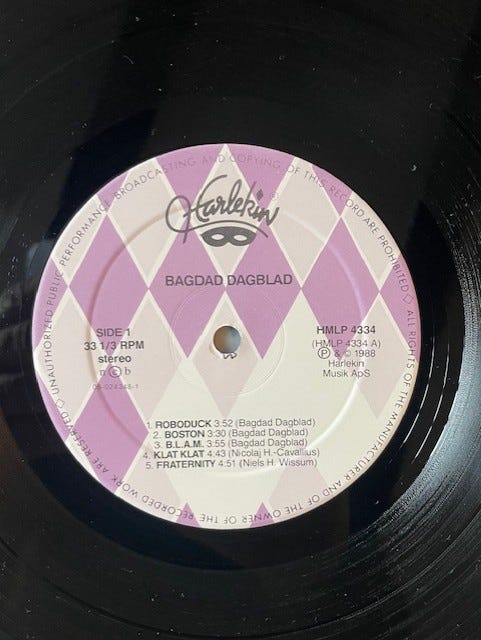 UNAUTHORIZED PUBLIC PERFORMANCE BROADCASTING AND COPYING OF THIS RECORD ARE PROHIBITED ◇ ALL RIGHTS OF THE MANUFACTURER AND OF THE OWNER OF THE RECORDED WORK ARE RESERVED ◇
Harlekin ®
BAGDAD DAGBLAD
SIDE 1
33 1/3 RPM
stereo
n©b
HMLP 4334
(HMLP 4334 A)
Ⓟ & © 1988
Harlekin
Musik ApS
1. ROBODUCK 3:52 (Bagdad Dagblad)
2. BOSTON 3:30 (Bagdad Dagblad)
3. B.L.A.M. 3:55 (Bagdad Dagblad)
4. KLAT KLAT 4:43 (Nicolaj H.-Cavallius)
5. FRATERNITY 4:51 (Niels H. Wissum)